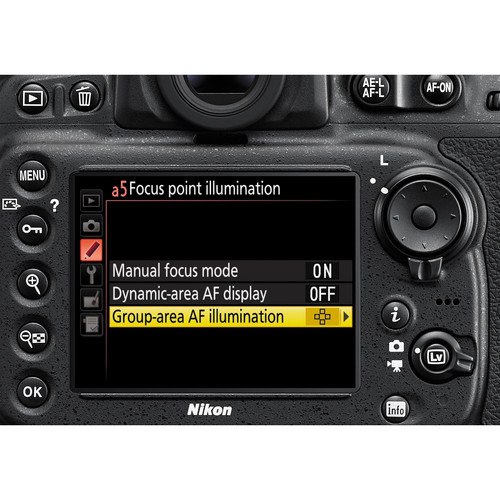 AE-L
AF-L
AF-ON
MENU
L
?
a5 Focus point illumination
Manual focus mode ON
Dynamic-area AF display OFF
Group-area AF illumination
i
Lv
OK
Nikon
info